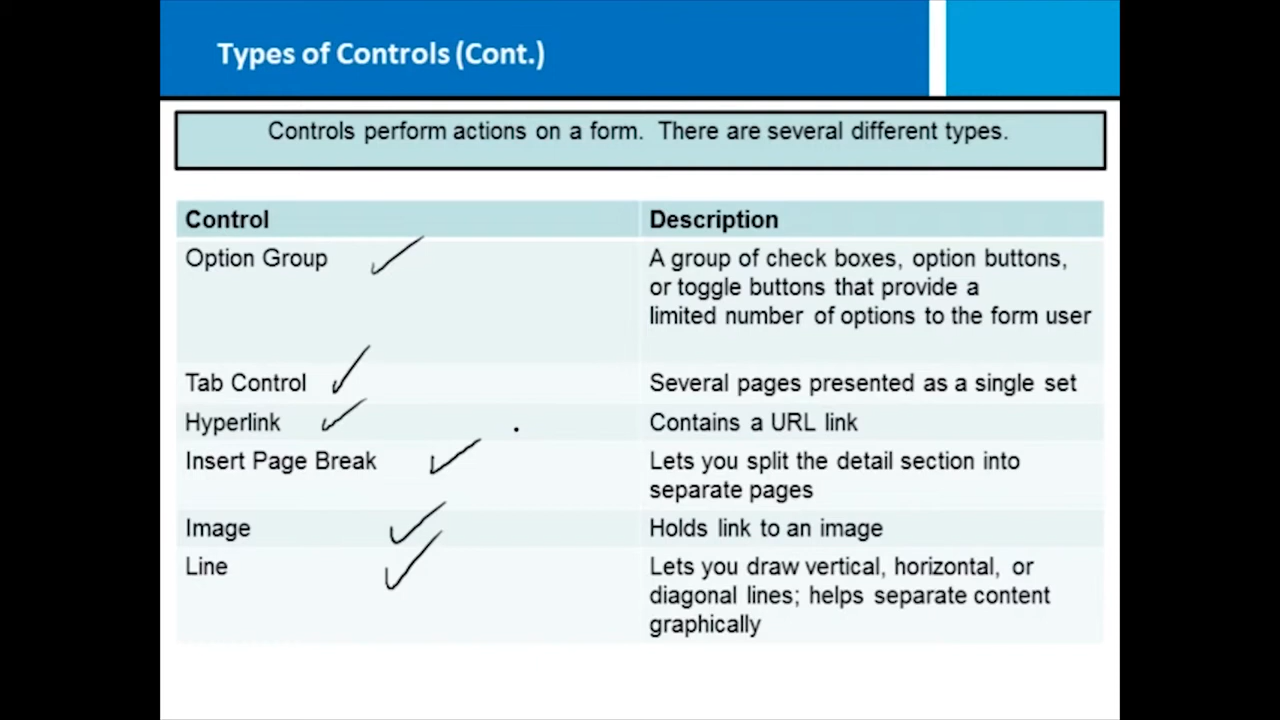 Types of Controls (Cont.)
Controls perform actions on a form. There are several different types.
Control Description
Option Group A group of check boxes, option buttons,
or toggle buttons that provide a
limited number of options to the form user
Tab Control Several pages presented as a single set
Hyperlink Contains a URL link
Insert Page Break Lets you split the detail section into
separate pages
Image Holds link to an image
Line Lets you draw vertical, horizontal, or
diagonal lines; helps separate content
graphically